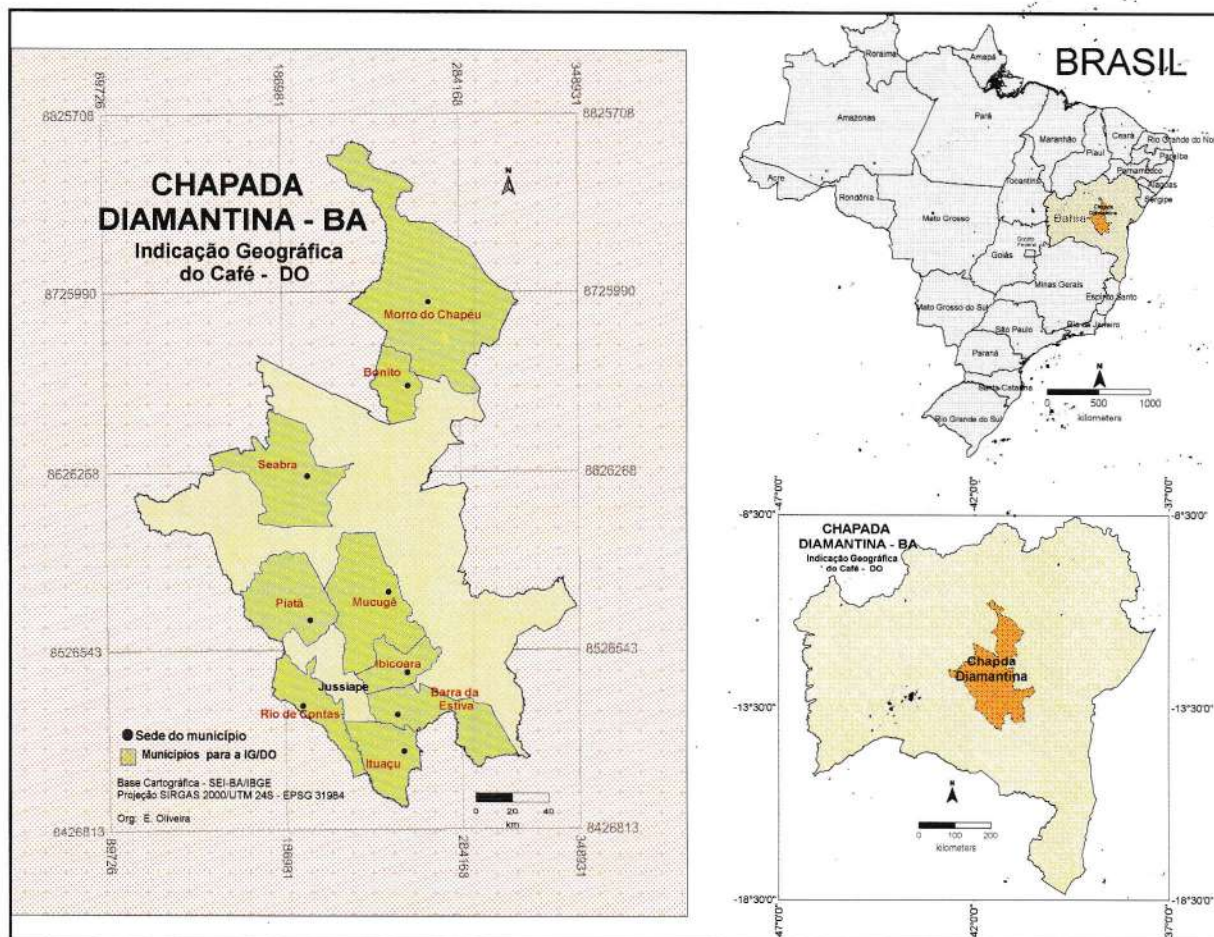 89726
186981
284168
348931
8825708
CHAPADA
DIAMANTINA - BA
Indicação Geográfica
do Café - DO
N
8725990
Morro do Chapéu
Bonito
Seabra
8626268
8826268
Piatã
Mucugê
8526543
8526543
Ibicoara
Jussiape
Barra da
Estiva
Rio de Contas
Ituaçu
Sede do município
Municípios para a IG/DO
Base Cartográfica - SEI-BA/IBGE
Projeção SIRGAS 2000/UTM 24S - EPSG 31984
Org: E. Oliveira
0 20 40
km
8426813
8426813
89726
186981
284168
348931
BRASIL
Roraima
Amapá
Amazonas
Pará
Maranhão
Ceará
Rio Grande do Nor
Piauí
Paraíba
Pernambuco
Acre
Tocantins
Alagoas
Sergipe
Rondônia
Mato Grosso
Bahia
Chapada
Diamantina
Distrito
Federal
Goiás
Minas Gerais
Mato Grosso do Sul
Espírito Santo
São Paulo
Rio de Janeiro
Paraná
Santa Catarina
Rio Grande do Sul
N
0 500 1000
kilometers
-47°0'0"
-42°0'0"
-37°0'0"
-8°30'0"
-8°30'0"
CHAPADA
DIAMANTINA - BA
Indicação Geográfica
do Café - DO
Chapda
Diamantina
-13°30'0"
-13°30'0"
N
0 100 200
kilometers
-18°30'0"
-18°30'0"
-47°0'0"
-42°0'0"
-37°0'0"